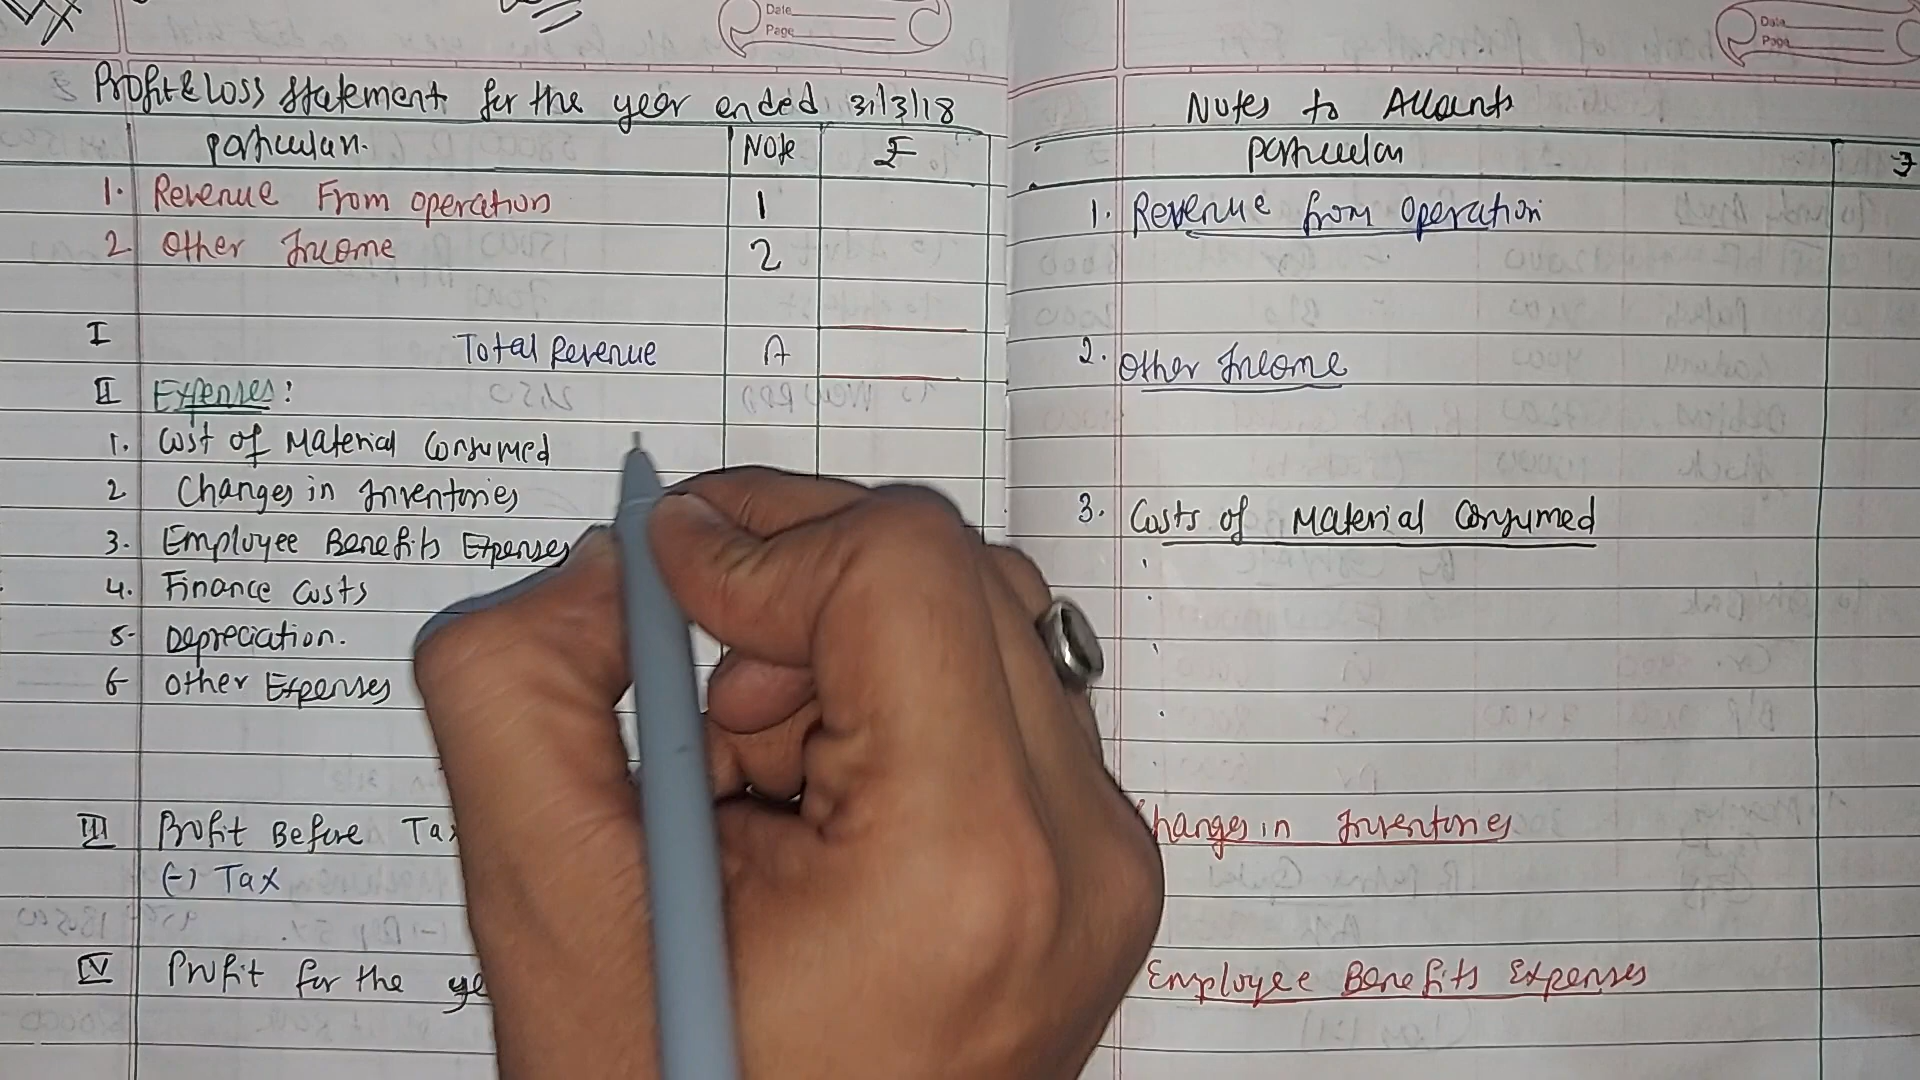 Date
Page
Profit & Loss Statement for the year ended 31/3/18
Particulars.
Note
₹
1. Revenue From operation
1
2 Other Income
2
I
Total Revenue
A
II Expenses:
1. Cost of Material Consumed
2 Changes in Inventories
3. Employee Benefits Expenses
4. Finance Costs
5- Depreciation.
6 Other Expenses
III Profit Before Tax
(-) Tax
IV Profit for the ye
Date
Page
Notes to Accounts
Particulars
₹
1. Revenue from Operation
2. Other Income
3. Costs of Material Consumed
Changes in Inventories
Employee Benefits Expenses